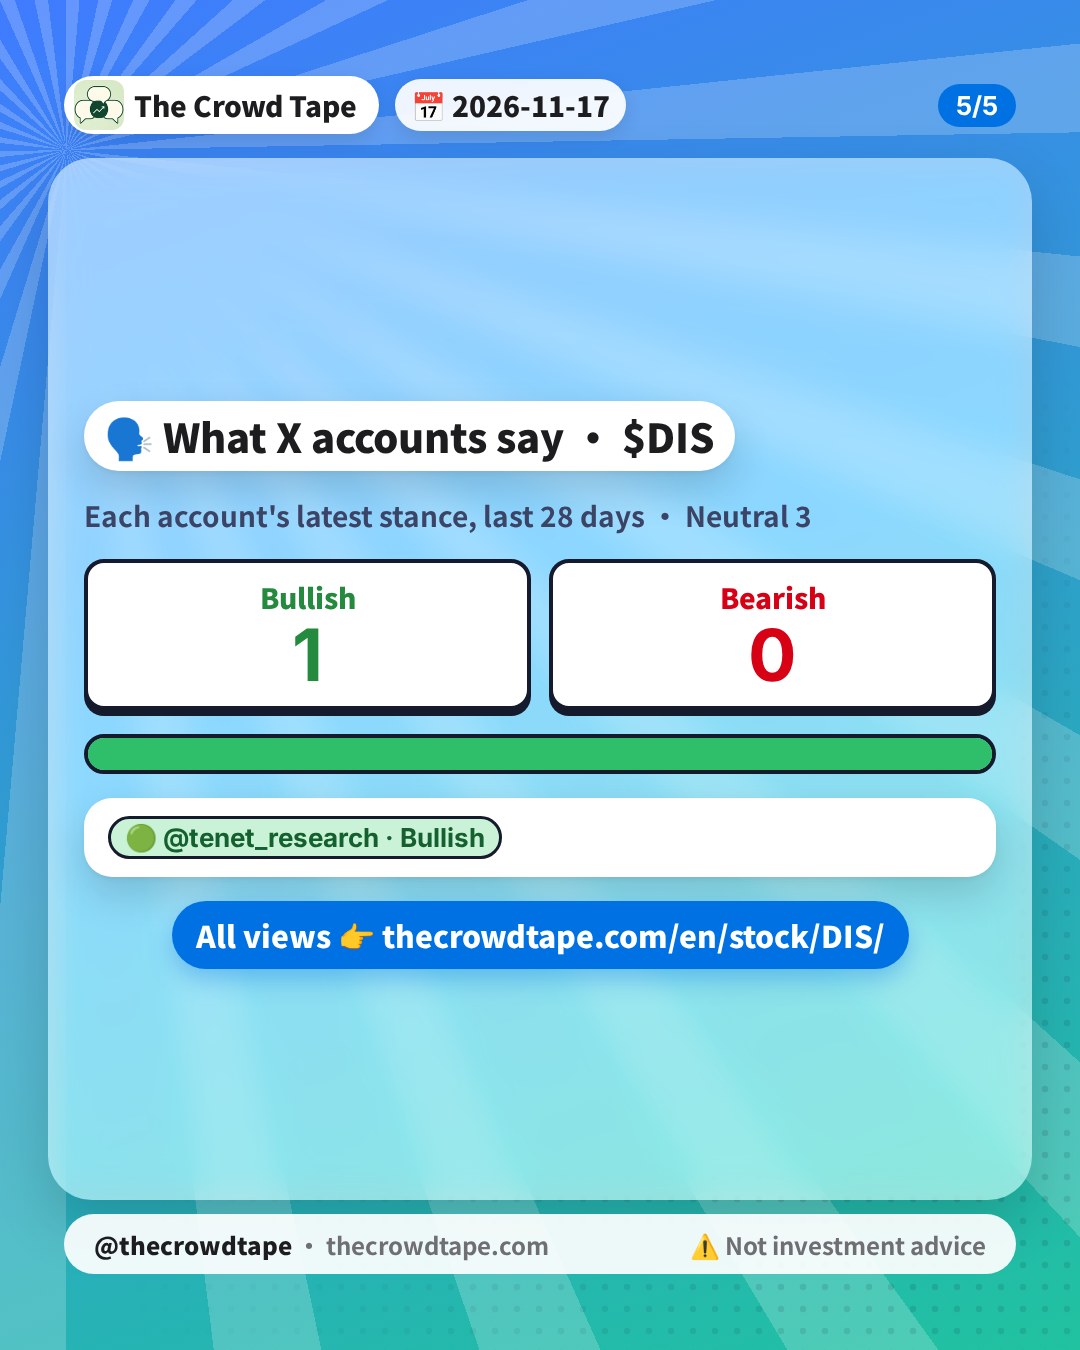 The Crowd Tape
📅 2026-11-17
5/5
🗣️ What X accounts say • $DIS
Each account's latest stance, last 28 days • Neutral 3
Bullish
1
Bearish
0
🟢 @tenet_research · Bullish
All views 👉 thecrowdtape.com/en/stock/DIS/
@thecrowdtape • thecrowdtape.com
⚠️ Not investment advice